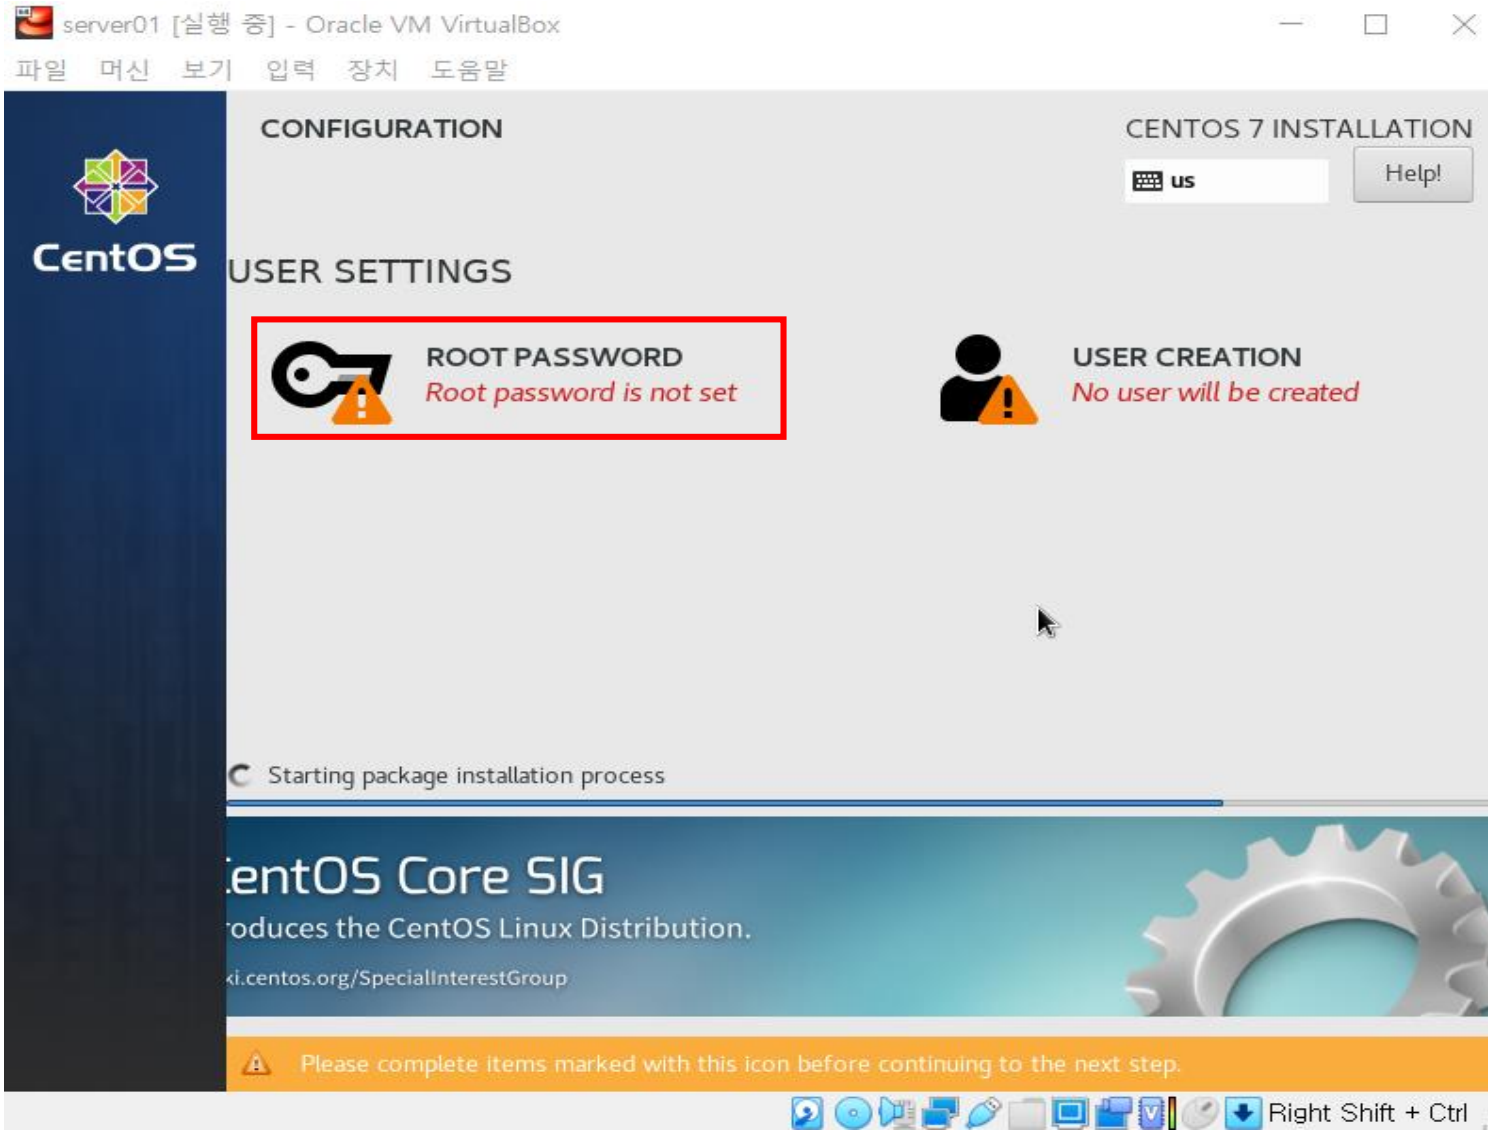 server01 [실행 중] - Oracle VM VirtualBox
파일 머신 보기 입력 장치 도움말
CONFIGURATION
CENTOS 7 INSTALLATION
us
Help!
CentOS
USER SETTINGS
ROOT PASSWORD
Root password is not set
USER CREATION
No user will be created
Starting package installation process
entOS Core SIG
oduces the CentOS Linux Distribution.
ki.centos.org/SpecialInterestGroup
Please complete items marked with this icon before continuing to the next step.
Right Shift + Ctrl